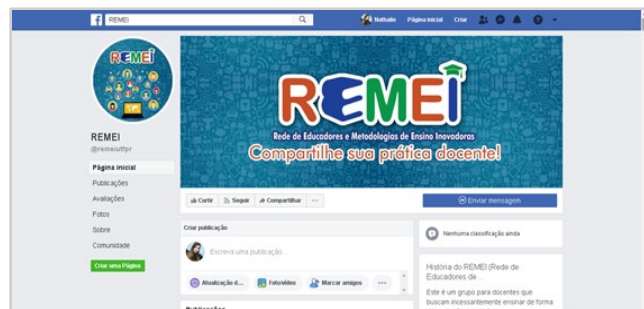 REMEI
Nathalie
Página inicial
Criar
REMEI
REMEI
@remeiutfpr
Página inicial
Publicações
Avaliações
Fotos
Sobre
Comunidade
Criar uma Página
REMEI
Rede de Educadores e Metodologias de Ensino Inovadoras
Compartilhe sua prática docente!
Curtir
Seguir
Compartilhar
Enviar mensagem
Criar publicação
Escreva uma publicação...
Atualização d...
Foto/vídeo
Marcar amigos
Publicações
Nenhuma classificação ainda
História do REMEI (Rede de
Educadores de ...
Este é um grupo para docentes que
buscam incessantemente ensinar de forma